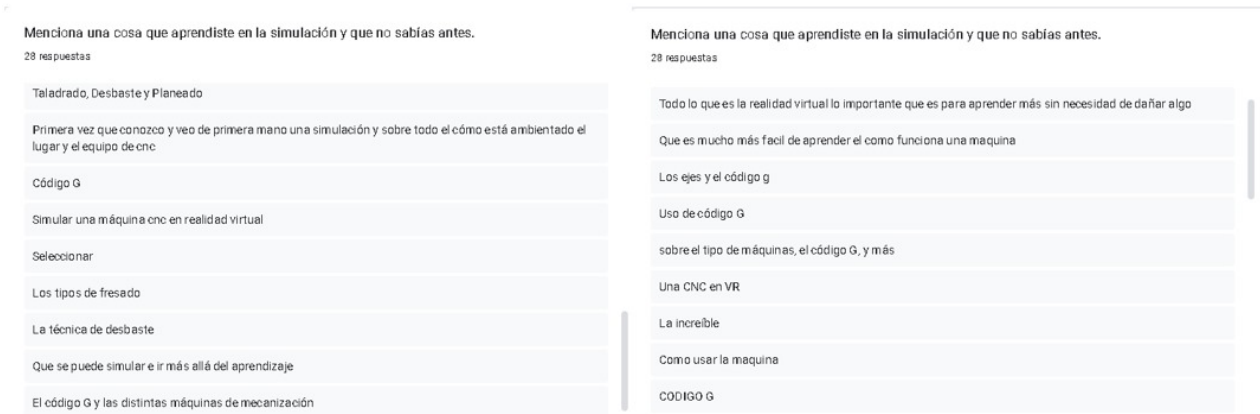 Menciona una cosa que aprendiste en la simulación y que no sabías antes.
28 respuestas
Taladrado, Desbaste y Planeado
Primera vez que conozco y veo de primera mano una simulación y sobre todo el cómo está ambientado el
lugar y el equipo de cnc
Código G
Simular una máquina cnc en realidad virtual
Seleccionar
Los tipos de fresado
La técnica de desbaste
Que se puede simular e ir más allá del aprendizaje
El código G y las distintas máquinas de mecanización
Menciona una cosa que aprendiste en la simulación y que no sabías antes.
28 respuestas
Todo lo que es la realidad virtual lo importante que es para aprender más sin necesidad de dañar algo
Que es mucho más facil de aprender el como funciona una maquina
Los ejes y el código g
Uso de código G
sobre el tipo de máquinas, el código G, y más
Una CNC en VR
La increíble
Como usar la maquina
CODIGO G